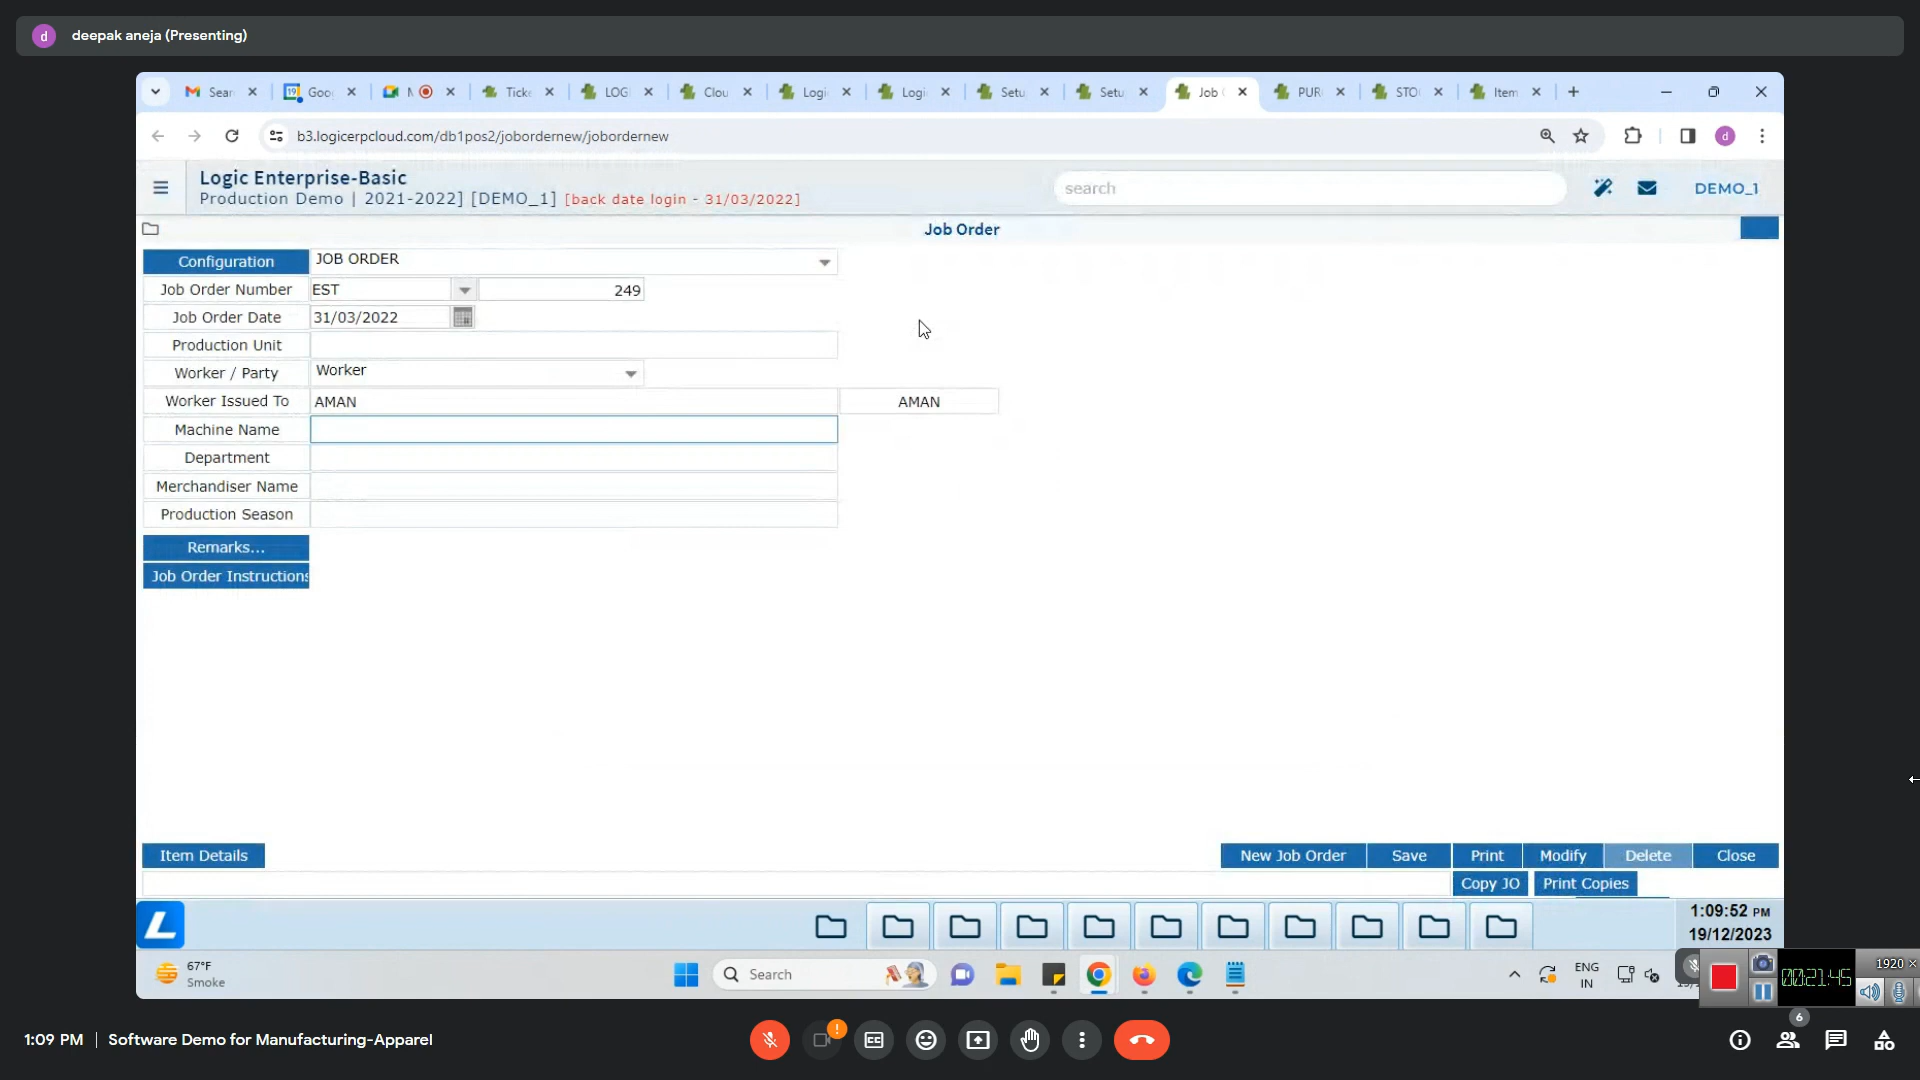 d deepak aneja (Presenting)
Sear Goo M Ticke LOG Clou Logi Logi Setu Setu Job PUR STO Item
b3.logicerpcloud.com/db1pos2/jobordernew/jobordernew d
Logic Enterprise-Basic
Production Demo | 2021-2022] [DEMO_1] [back date login - 31/03/2022]
search
DEMO_1
Job Order
Configuration JOB ORDER
Job Order Number EST 249
Job Order Date 31/03/2022
Production Unit
Worker / Party Worker
Worker Issued To AMAN AMAN
Machine Name
Department
Merchandiser Name
Production Season
Remarks...
Job Order Instructions
Item Details New Job Order Save Print Modify Delete Close
Copy JO Print Copies
1:09:52 PM
19/12/2023
67°F
Smoke
Search
ENG
IN
1920
00:21:45
6
1:09 PM | Software Demo for Manufacturing-Apparel